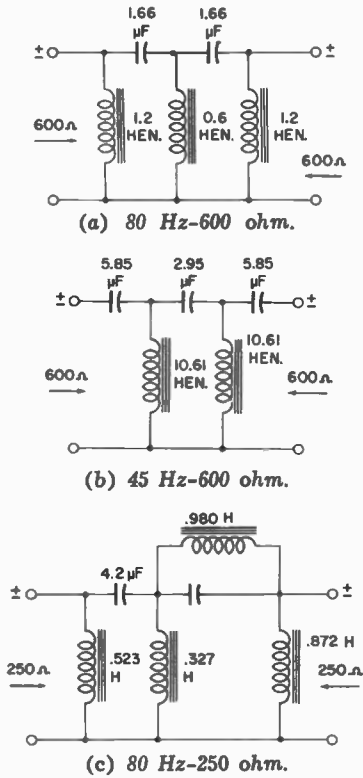 1.66 1.66
µF µF
± ±
1.2 0.6 1.2
HEN. HEN. HEN.
600Ω
600Ω
(a) 80 Hz-600 ohm.
5.85 2.95 5.85
µF µF µF
± ±
10.61 10.61
HEN. HEN.
600Ω 600Ω
(b) 45 Hz-600 ohm.
.980 H
4.2µF
± ±
.872 H
250Ω .523 .327 250Ω
H H
(c) 80 Hz-250 ohm.